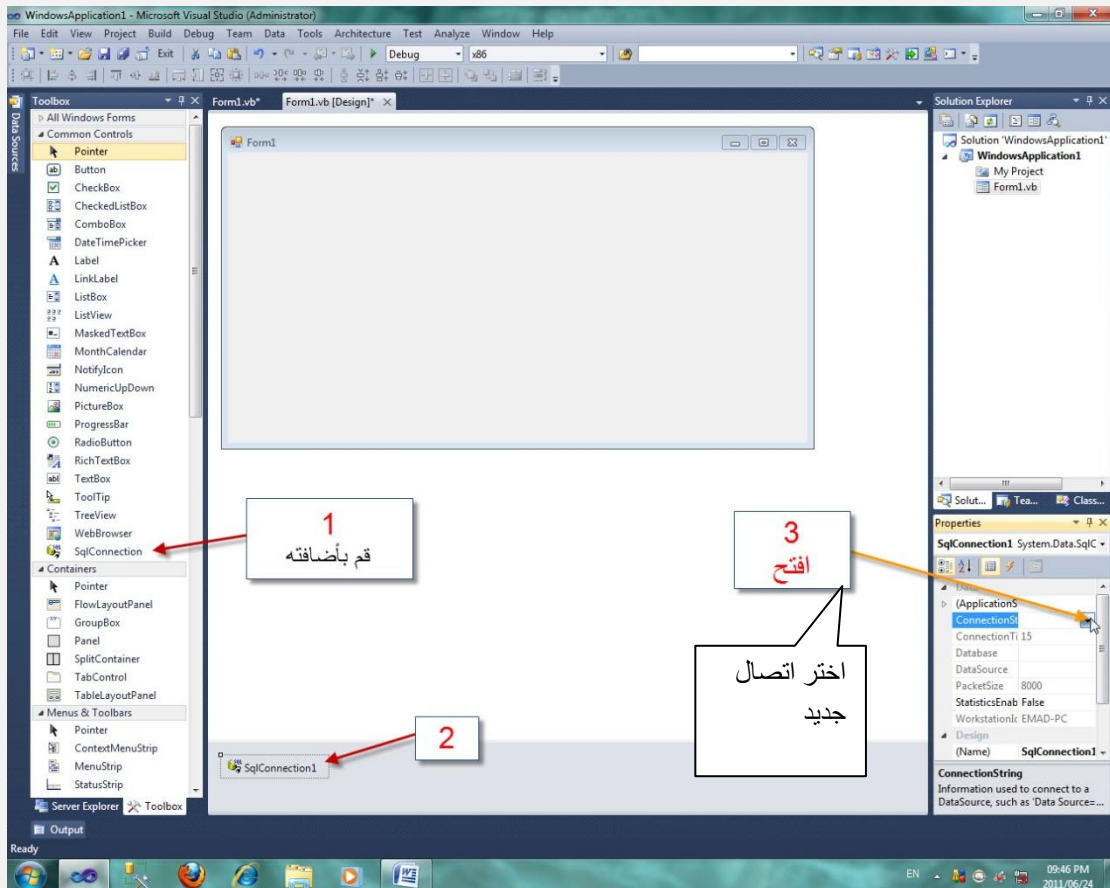 WindowsApplication1 - Microsoft Visual Studio (Administrator)
File Edit View Project Build Debug Team Data Tools Architecture Test Analyze Window Help
Exit Debug x86
Toolbox
Data Sources
All Windows Forms
Common Controls
Pointer
Button
CheckBox
CheckedListBox
ComboBox
DateTimePicker
Label
LinkLabel
ListBox
ListView
MaskedTextBox
MonthCalendar
NotifyIcon
NumericUpDown
PictureBox
ProgressBar
RadioButton
RichTextBox
TextBox
ToolTip
TreeView
WebBrowser
SqlConnection
Containers
Pointer
FlowLayoutPanel
GroupBox
Panel
SplitContainer
TabControl
TableLayoutPanel
Menus & Toolbars
Pointer
ContextMenuStrip
MenuStrip
StatusStrip
Server Explorer Toolbox
Form1.vb* Form1.vb [Design]*
Form1
1
قم بأضافته
2
SqlConnection1
3
افتح
اختر اتصال
جديد
Solution Explorer
Solution 'WindowsApplication1'
WindowsApplication1
My Project
Form1.vb
Solut... Tea... Class...
Properties
SqlConnection1 System.Data.SqlC
Data
(ApplicationS
ConnectionSt
ConnectionTi 15
Database
DataSource
PacketSize 8000
StatisticsEnab False
WorkstationIc EMAD-PC
Design
(Name) SqlConnection1
ConnectionString
Information used to connect to a
DataSource, such as 'Data Source=...
Output
Ready
EN 09:46 PM
2011/06/24